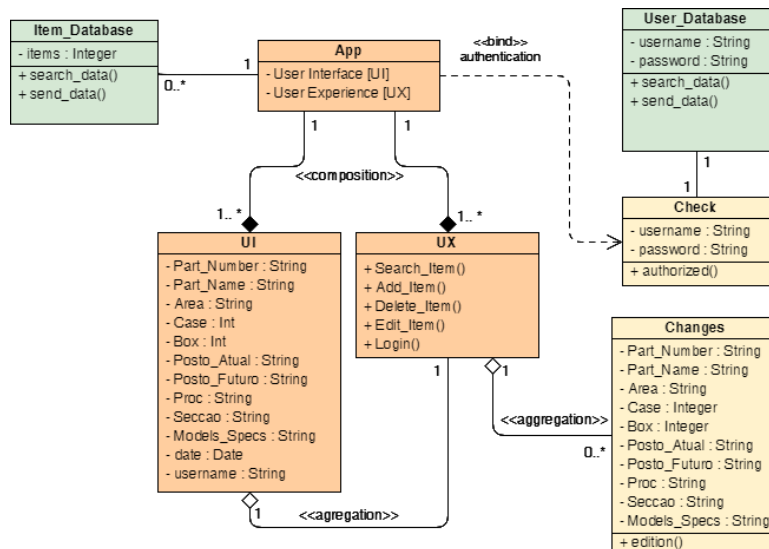 Item_Database
- items : Integer
+ search_data()
+ send_data()
1
0..*
App
- User Interface [UI]
- User Experience [UX]
1
1
<<bind>>
authentication
User_Database
- username : String
- password : String
+ search_data()
+ send_data()
1
1
Check
- username : String
- password : String
+ authorized()
<<composition>>
1.. *
1.. *
UI
- Part_Number : String
- Part_Name : String
- Area : String
- Case : Int
- Box : Int
- Posto_Atual : String
- Posto_Futuro : String
- Proc : String
- Seccao : String
- Models_Specs : String
- date : Date
- username : String
1
<<agregation>>
UX
+ Search_Item()
+ Add_Item()
+ Delete_Item()
+ Edit_Item()
+ Login()
1
1
<<aggregation>>
0..*
Changes
- Part_Number : String
- Part_Name : String
- Area : String
- Case : Integer
- Box : Integer
- Posto_Atual : String
- Posto_Futuro : String
- Proc : String
- Seccao : String
- Models_Specs : String
+ edition()